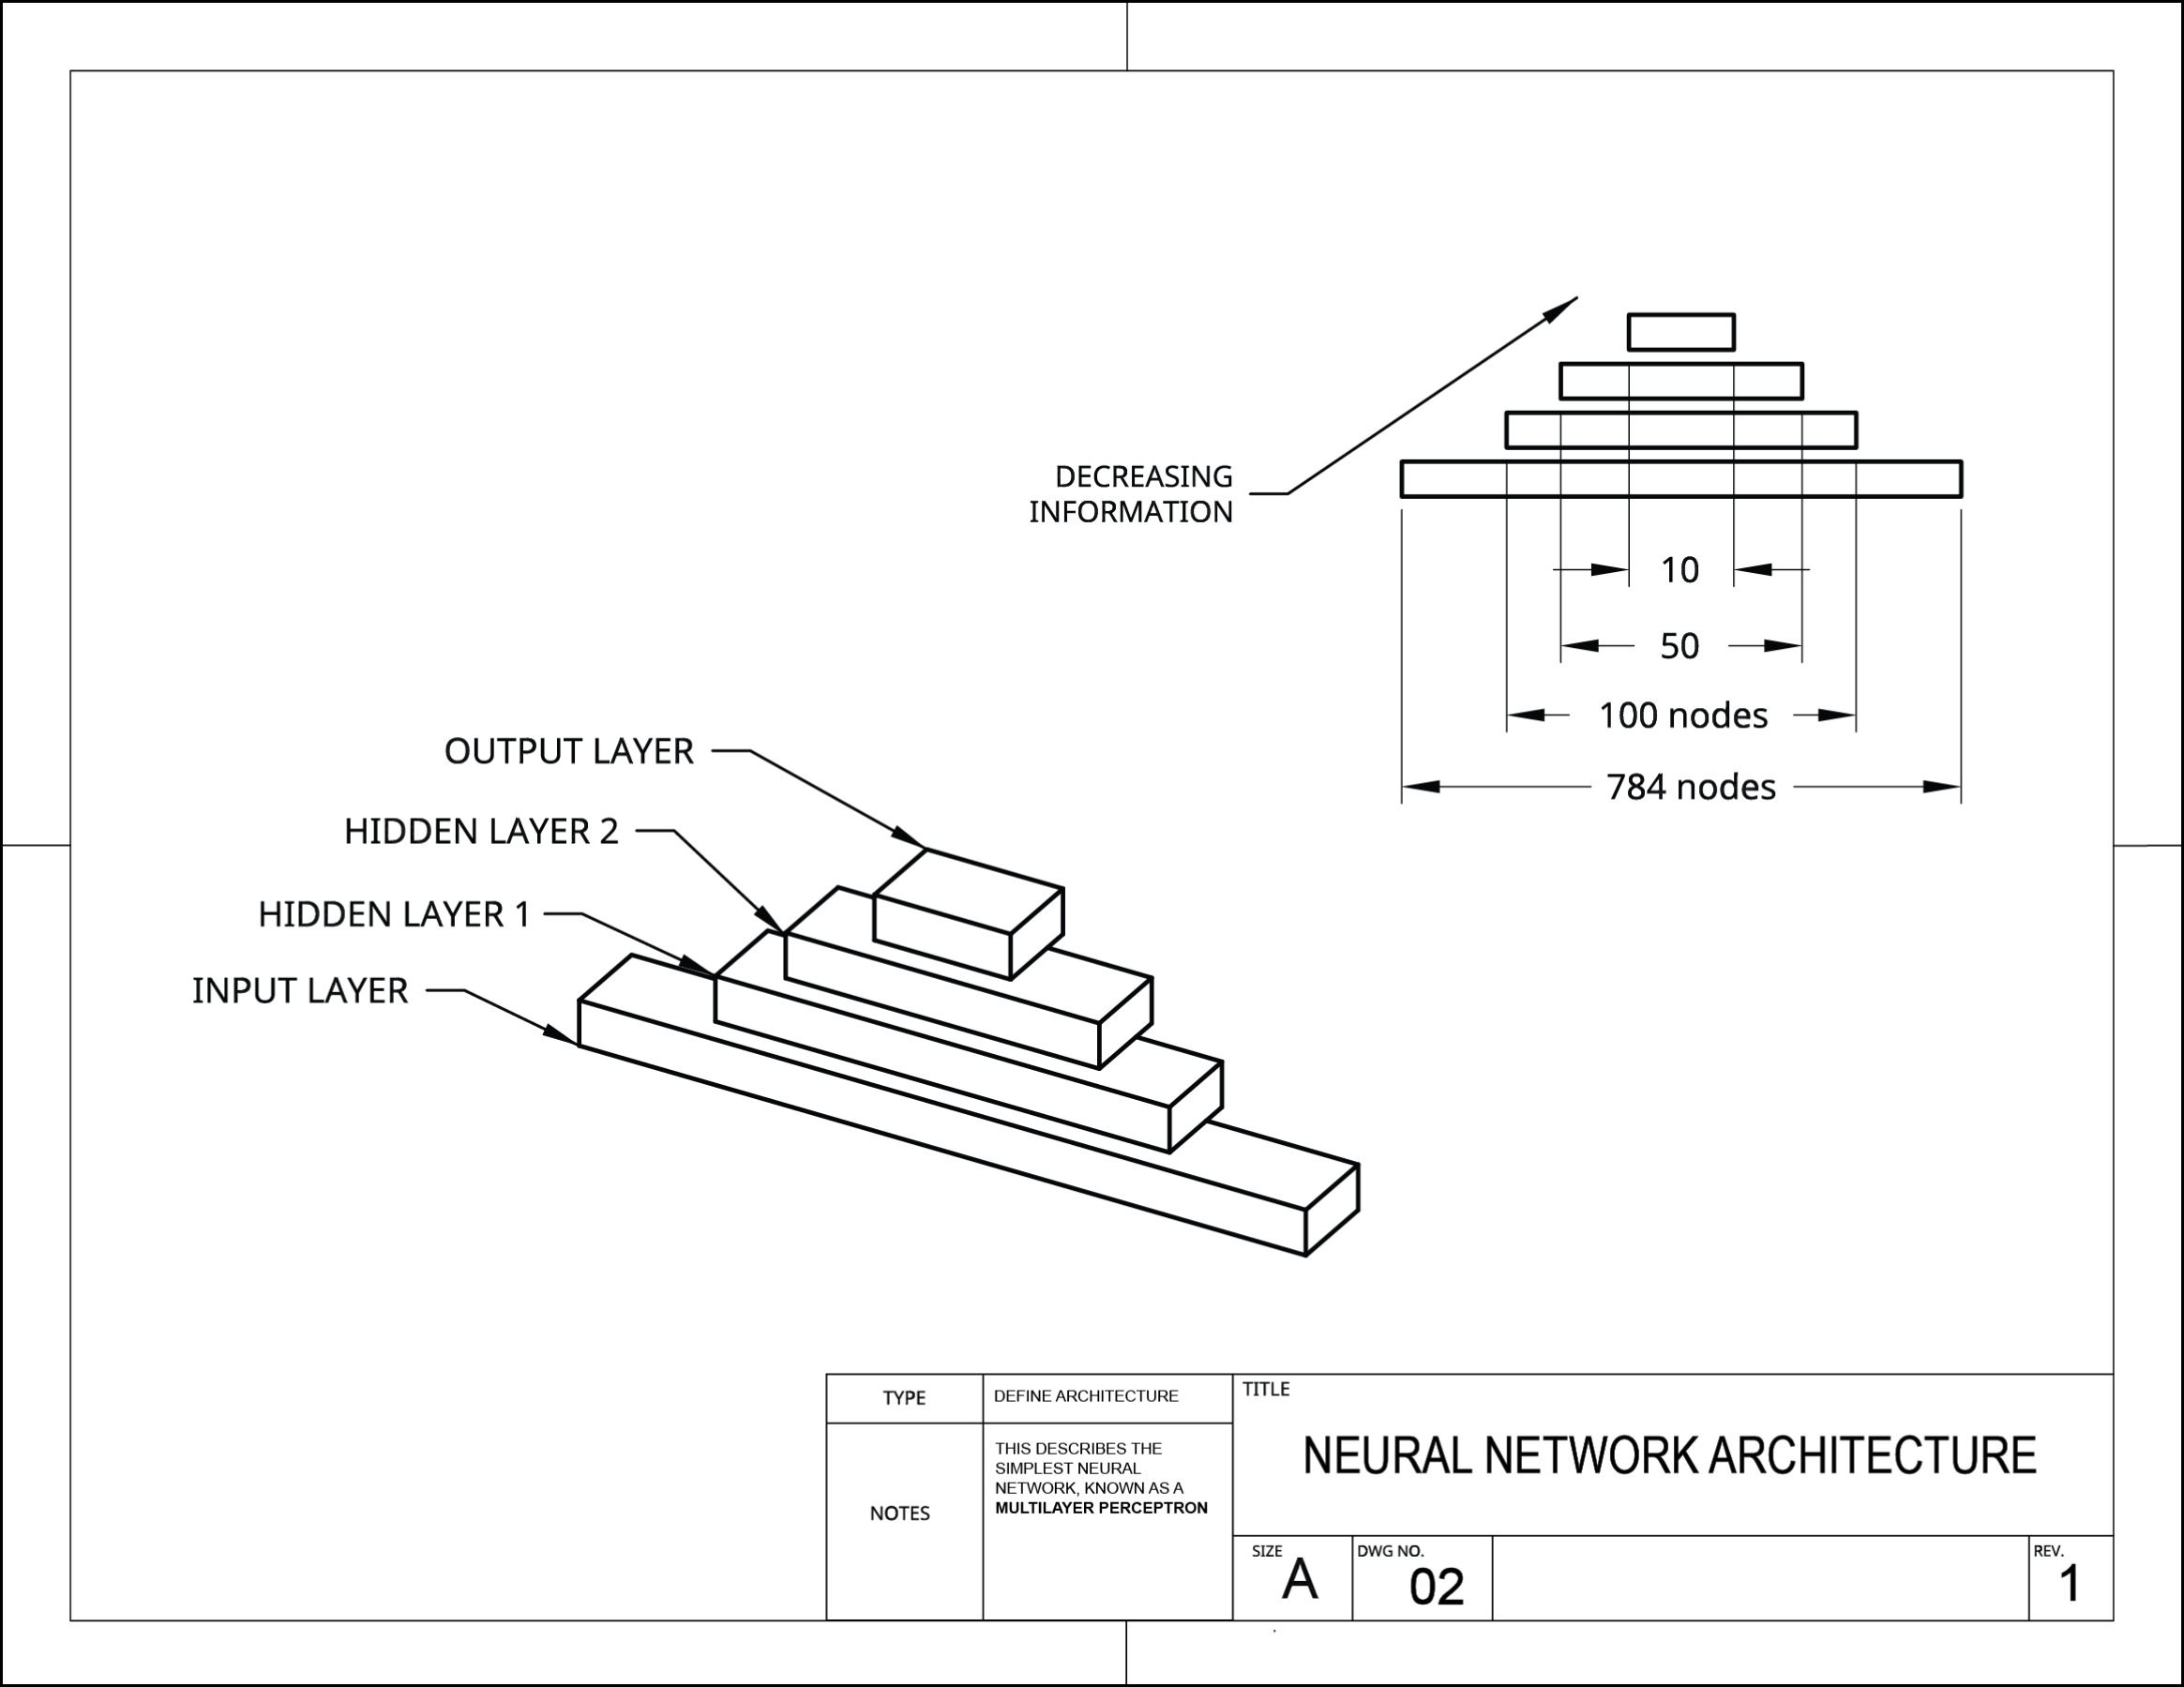 DECREASING
INFORMATION
10
50
100 nodes
784 nodes
OUTPUT LAYER
HIDDEN LAYER 2
HIDDEN LAYER 1
INPUT LAYER
TYPE
DEFINE ARCHITECTURE
NOTES
THIS DESCRIBES THE
SIMPLEST NEURAL
NETWORK, KNOWN AS A
MULTILAYER PERCEPTRON
TITLE
NEURAL NETWORK ARCHITECTURE
SIZE
A
DWG NO.
02
REV.
1